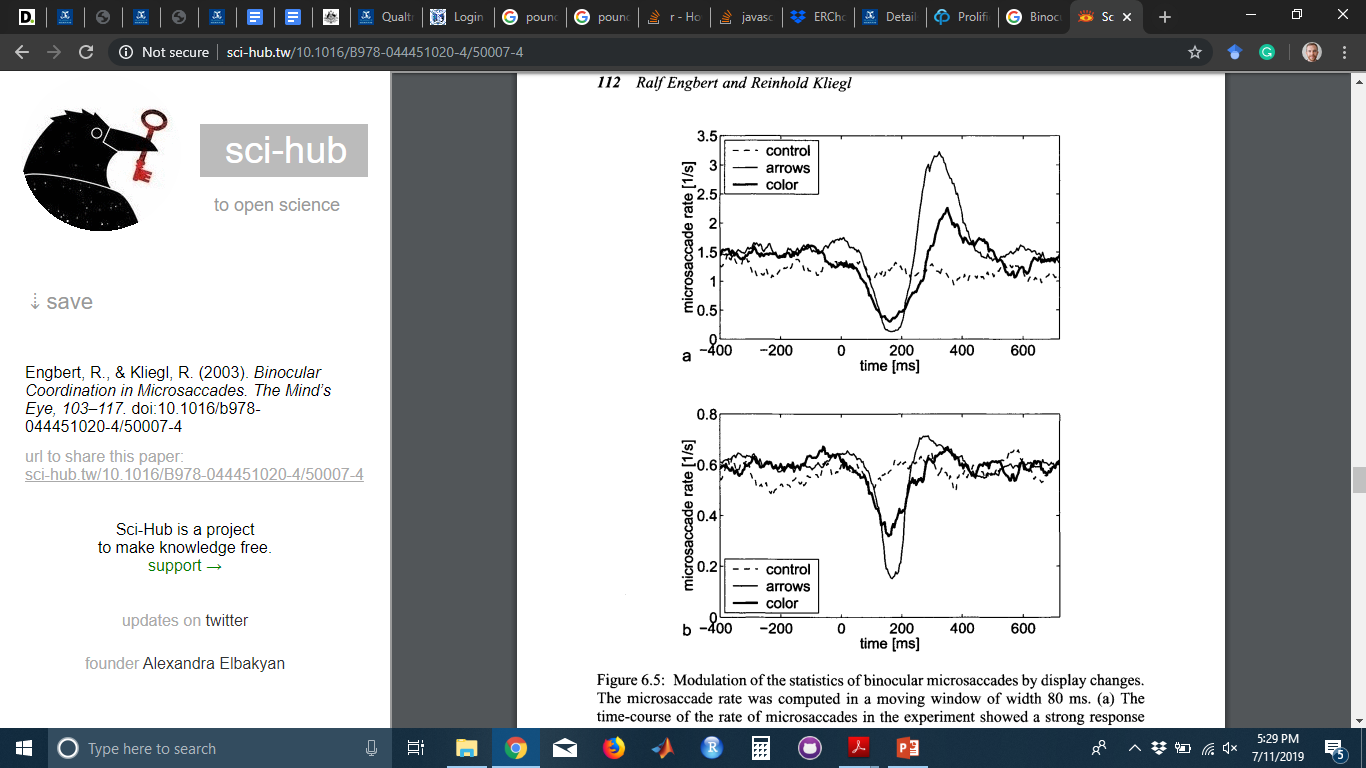 Qualt
Login
pound
pound
r - Ho
javasc
ERCh
Detail
Prolifi
Binoc
Sc
Not secure
sci-hub.tw/10.1016/B978-044451020-4/50007-4
sci-hub
to open science
⇣ save
Engbert, R., & Kliegl, R. (2003). Binocular
Coordination in Microsaccades. The Mind's
Eye, 103–117. doi:10.1016/b978-
044451020-4/50007-4
url to share this paper:
sci-hub.tw/10.1016/B978-044451020-4/50007-4
Sci-Hub is a project
to make knowledge free.
support →
updates on twitter
founder Alexandra Elbakyan
112 Ralf Engbert and Reinhold Kliegl
control
arrows
color
microsaccade rate [1/s]
3.5
3
2.5
2
1.5
1
0.5
0
a
−400 −200 0 200 400 600
time [ms]
microsaccade rate [1/s]
0.8
0.6
0.4
0.2
0
control
arrows
color
b
−400 −200 0 200 400 600
time [ms]
Figure 6.5: Modulation of the statistics of binocular microsaccades by display changes.
The microsaccade rate was computed in a moving window of width 80 ms. (a) The
time-course of the rate of microsaccades in the experiment showed a strong response
Type here to search
5:29 PM
7/11/2019
5